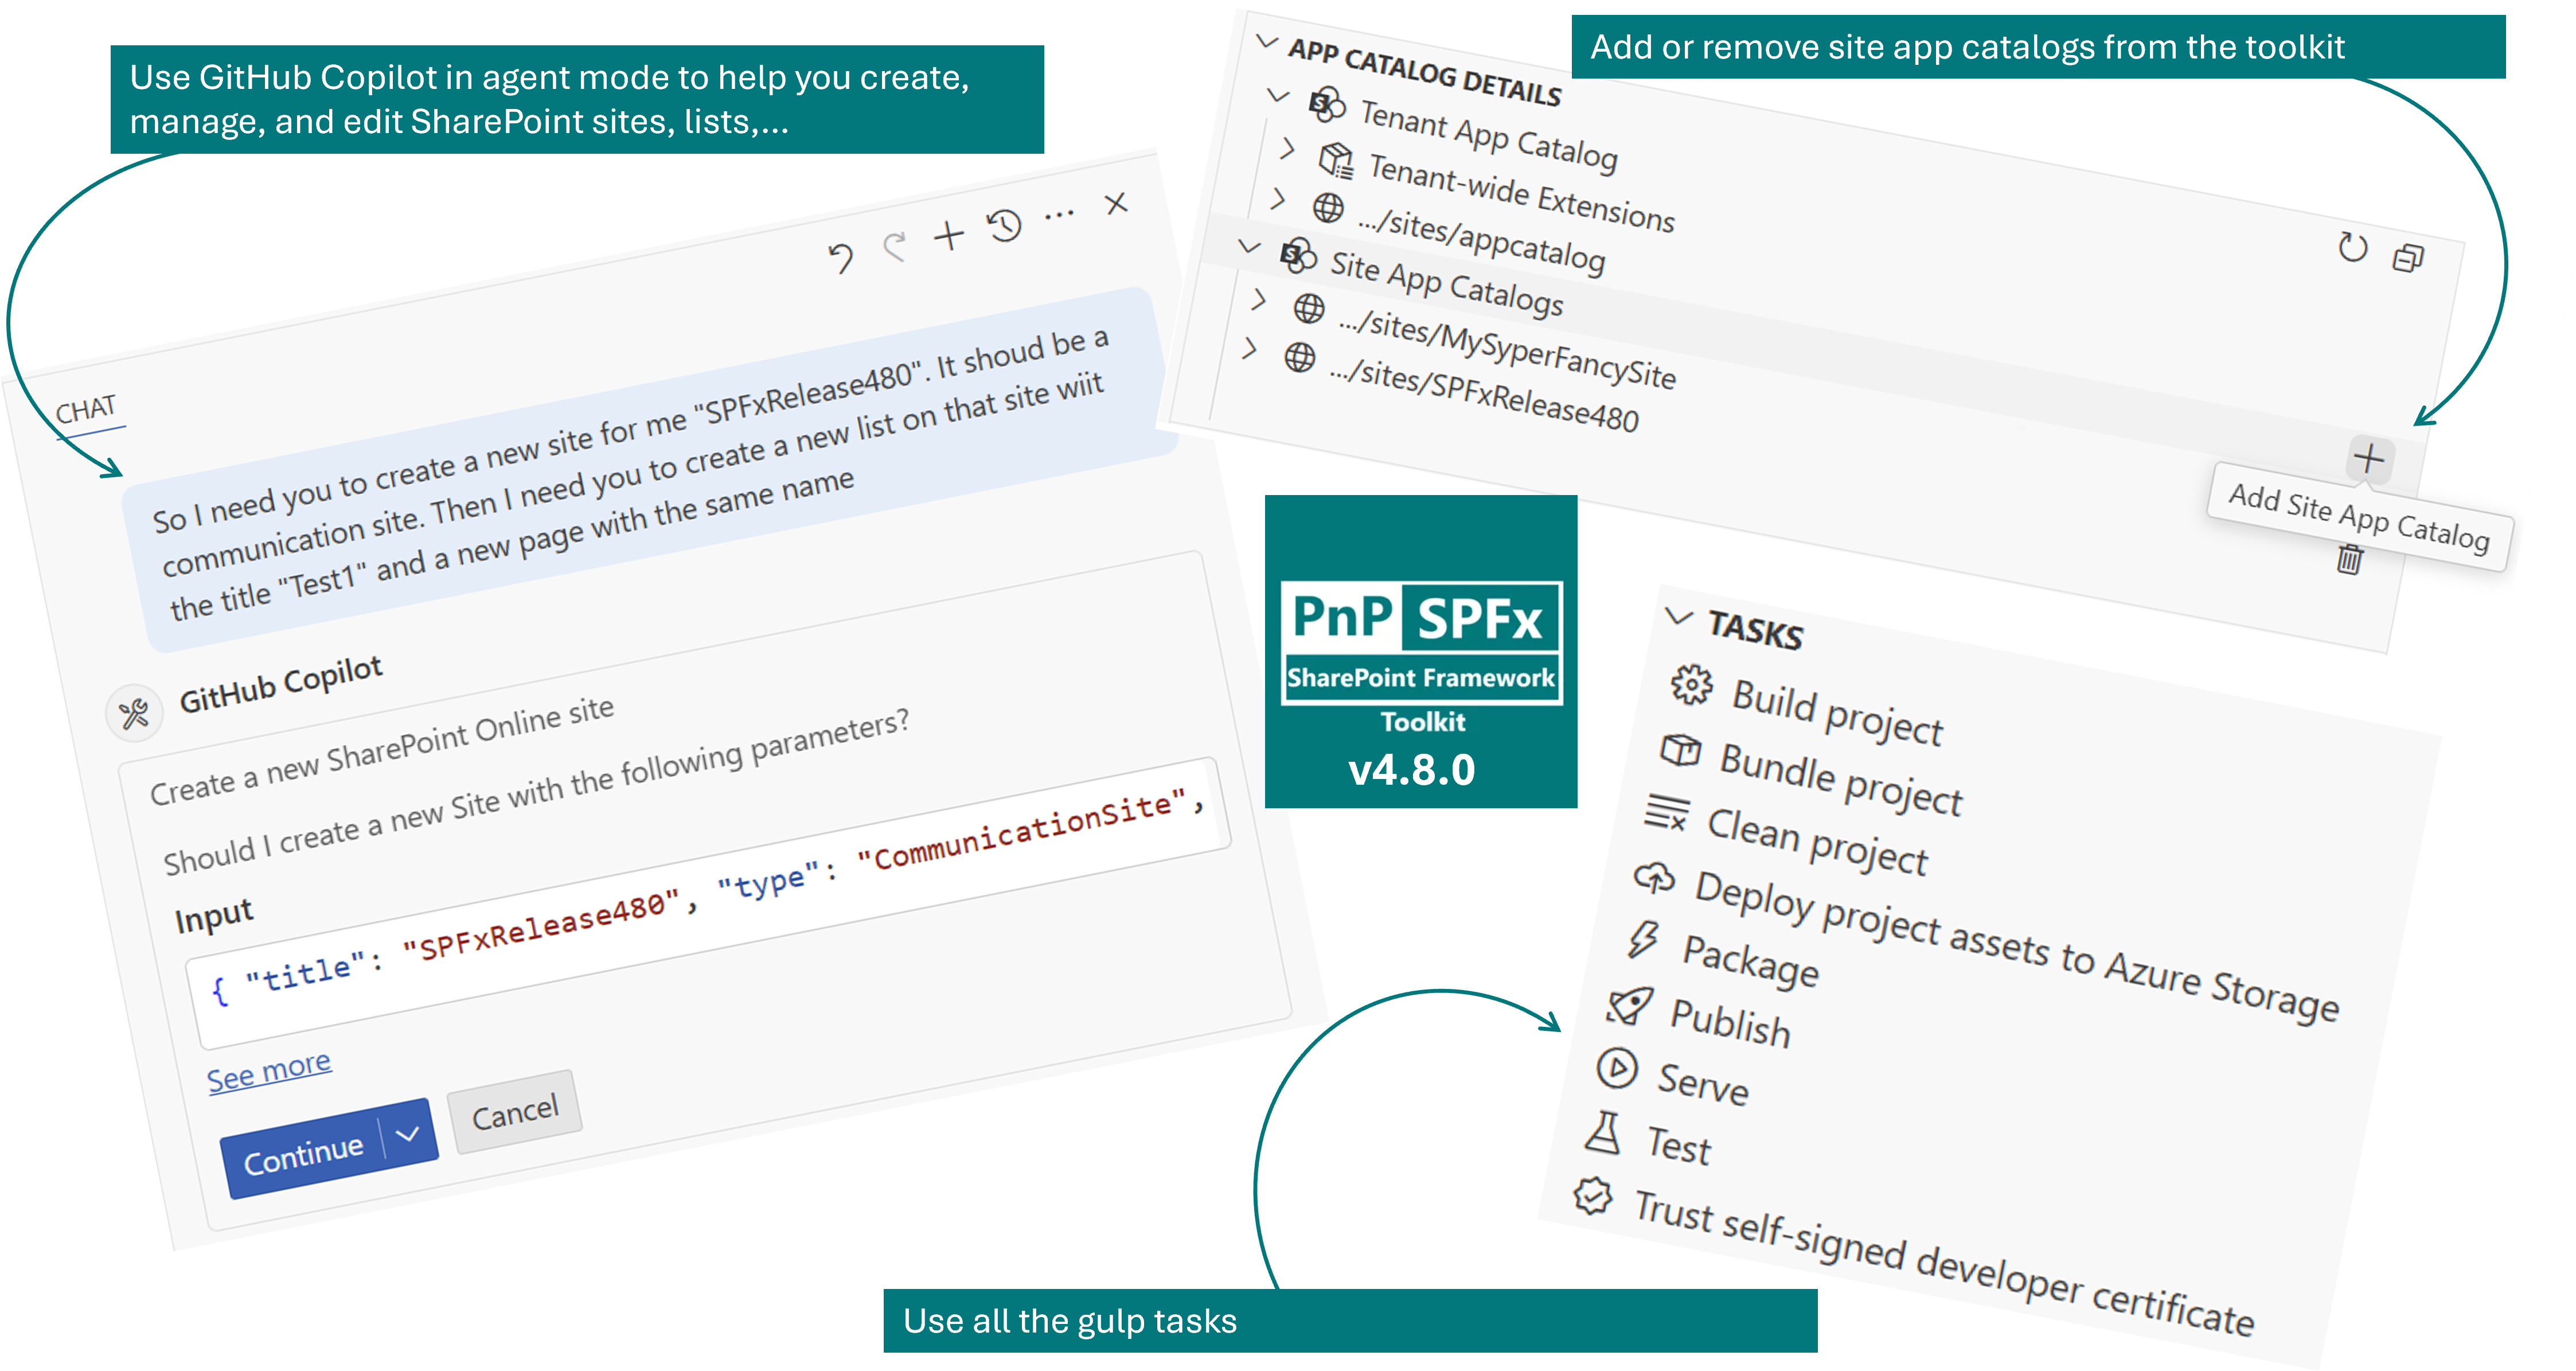 Use GitHub Copilot in agent mode to help you create,
manage, and edit SharePoint sites, lists,...
CHAT
So I need you to create a new site for me "SPFxRelease480". It shoud be a
communication site. Then I need you to create a new list on that site wiit
the title "Test1" and a new page with the same name
GitHub Copilot
Create a new SharePoint Online site
Should I create a new Site with the following parameters?
Input
{ "title": "SPFxRelease480", "type": "CommunicationSite",
See more
Continue
Cancel
Add or remove site app catalogs from the toolkit
APP CATALOG DETAILS
Tenant App Catalog
Tenant-wide Extensions
.../sites/appcatalog
Site App Catalogs
.../sites/MySyperFancySite
.../sites/SPFxRelease480
Add Site App Catalog
PnP SPFx
SharePoint Framework
Toolkit
v4.8.0
TASKS
Build project
Bundle project
Clean project
Deploy project assets to Azure Storage
Package
Publish
Serve
Test
Trust self-signed developer certificate
Use all the gulp tasks